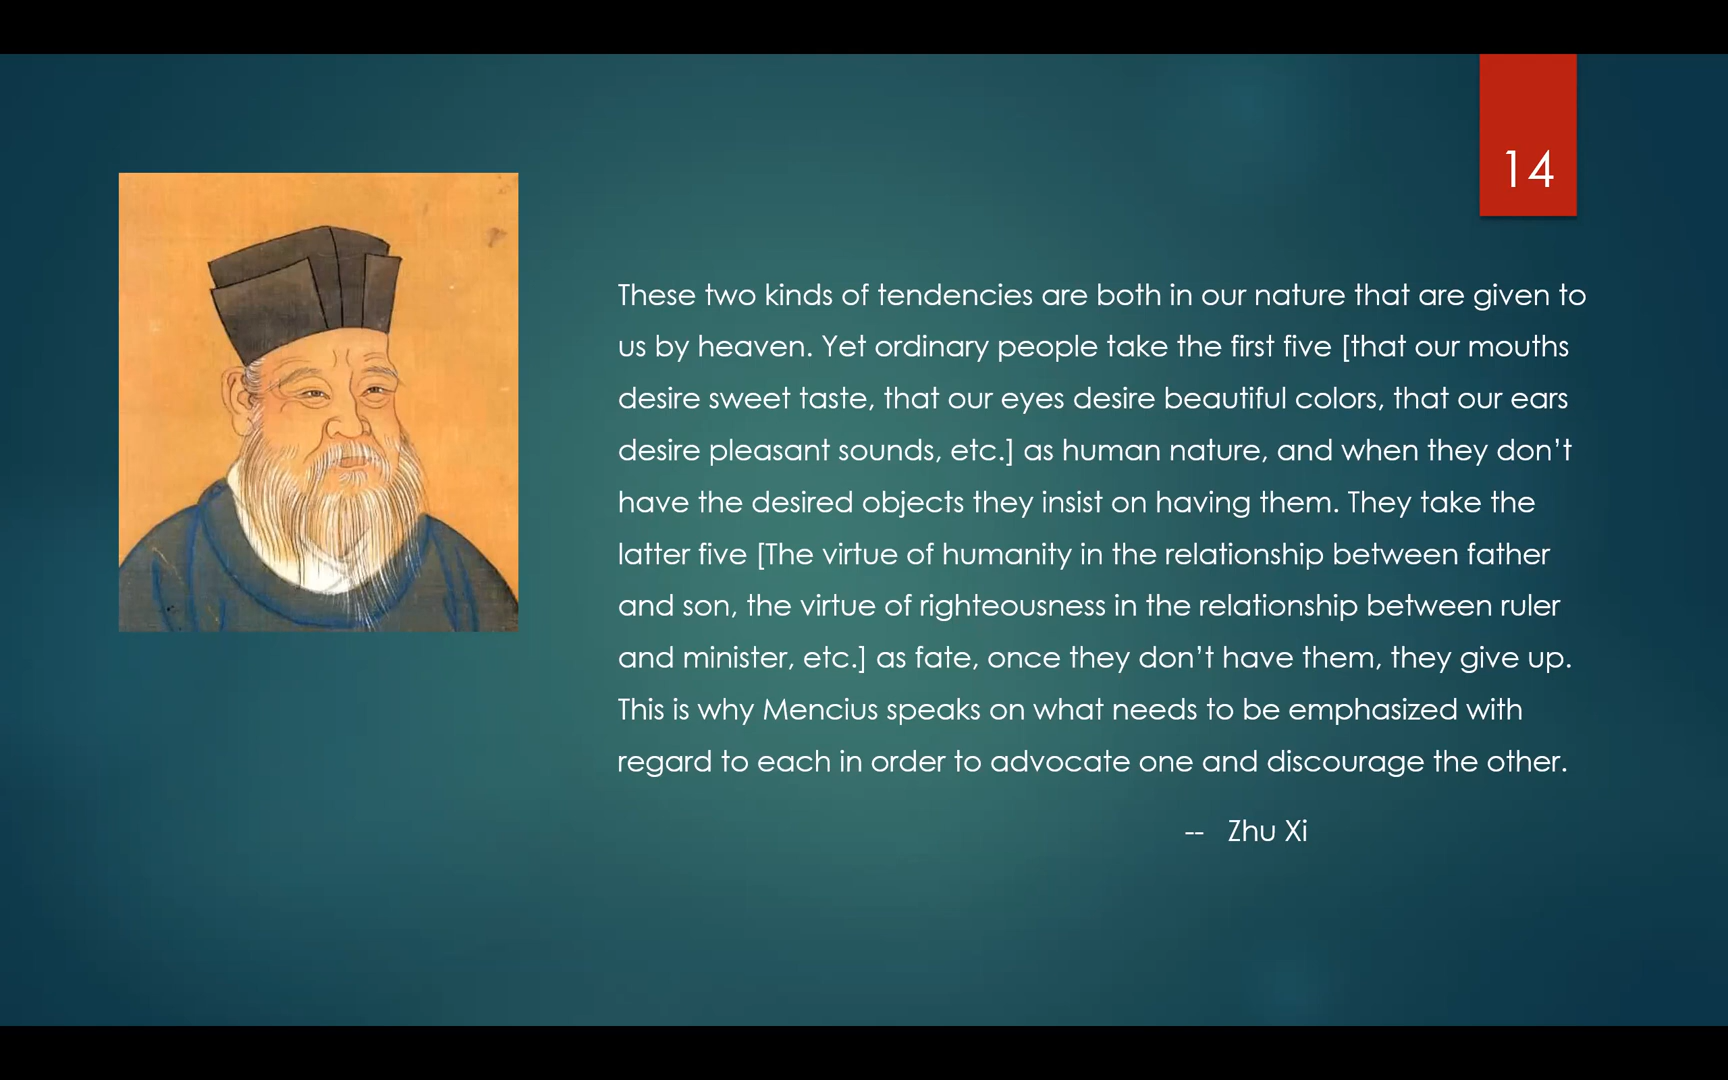 14
These two kinds of tendencies are both in our nature that are given to
us by heaven. Yet ordinary people take the first five [that our mouths
desire sweet taste, that our eyes desire beautiful colors, that our ears
desire pleasant sounds, etc.] as human nature, and when they don’t
have the desired objects they insist on having them. They take the
latter five [The virtue of humanity in the relationship between father
and son, the virtue of righteousness in the relationship between ruler
and minister, etc.] as fate, once they don’t have them, they give up.
This is why Mencius speaks on what needs to be emphasized with
regard to each in order to advocate one and discourage the other.
-- Zhu Xi